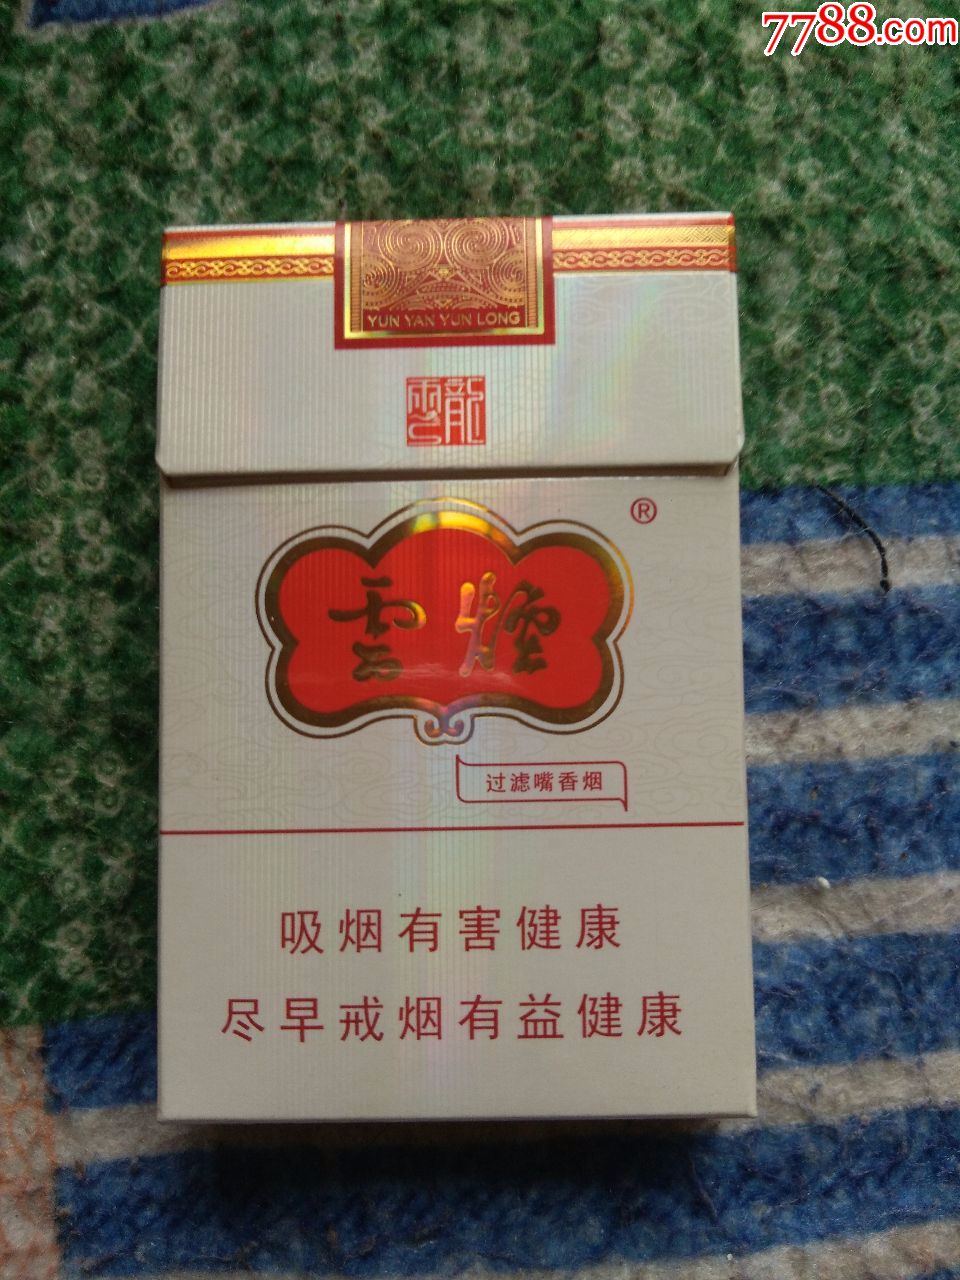 7788.com
YUN YAN YUN LONG
雲龍
®
雲煙
过滤嘴香烟
吸烟有害健康
尽早戒烟有益健康